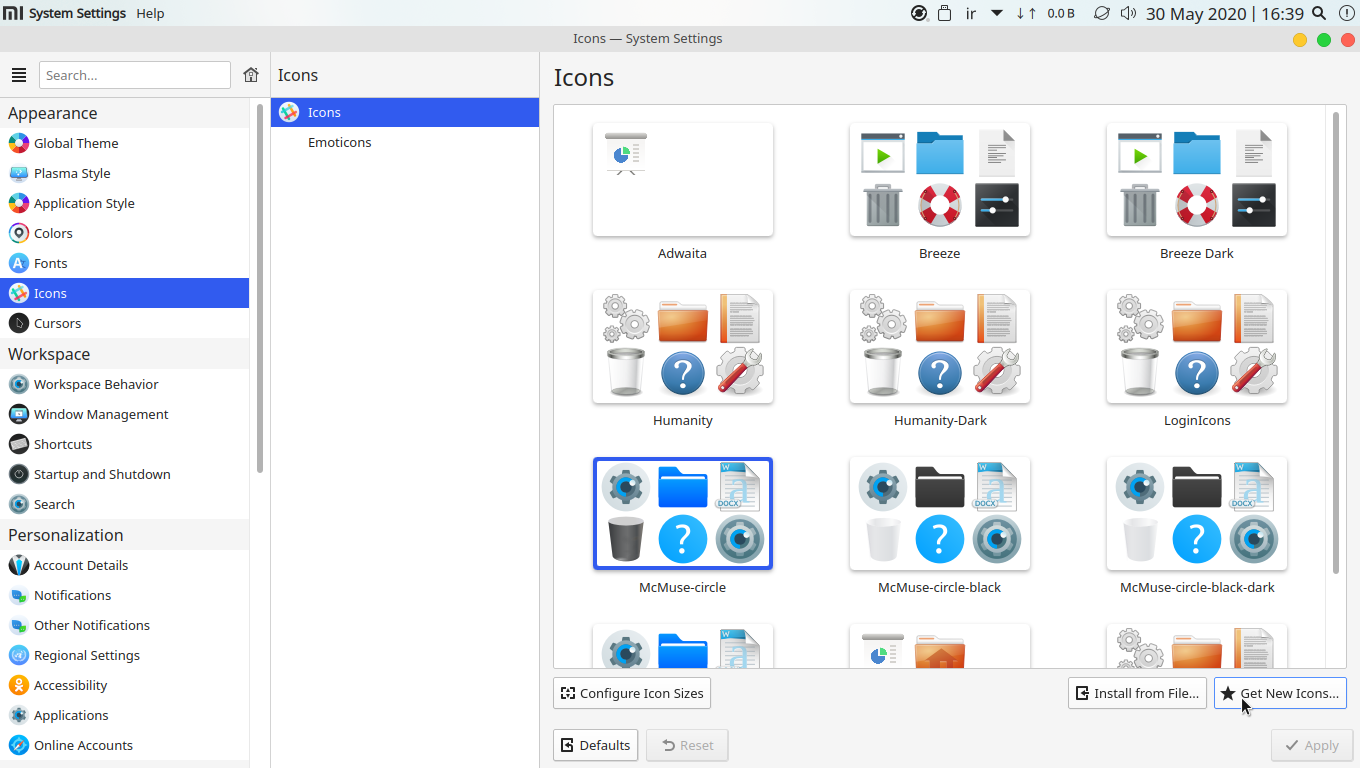 System Settings Help
ir 0.0 B 30 May 2020 | 16:39
Icons — System Settings
Search...
Appearance
Global Theme
Plasma Style
Application Style
Colors
Fonts
Icons
Cursors
Workspace
Workspace Behavior
Window Management
Shortcuts
Startup and Shutdown
Search
Personalization
Account Details
Notifications
Other Notifications
Regional Settings
Accessibility
Applications
Online Accounts
Icons
Icons
Emoticons
Icons
Adwaita
Breeze
Breeze Dark
Humanity
Humanity-Dark
LoginIcons
W
a
DOCX
?
McMuse-circle
W
a
DOCX
?
McMuse-circle-black
W
a
DOCX
?
McMuse-circle-black-dark
Configure Icon Sizes
Install from File...
Get New Icons...
Defaults
Reset
Apply